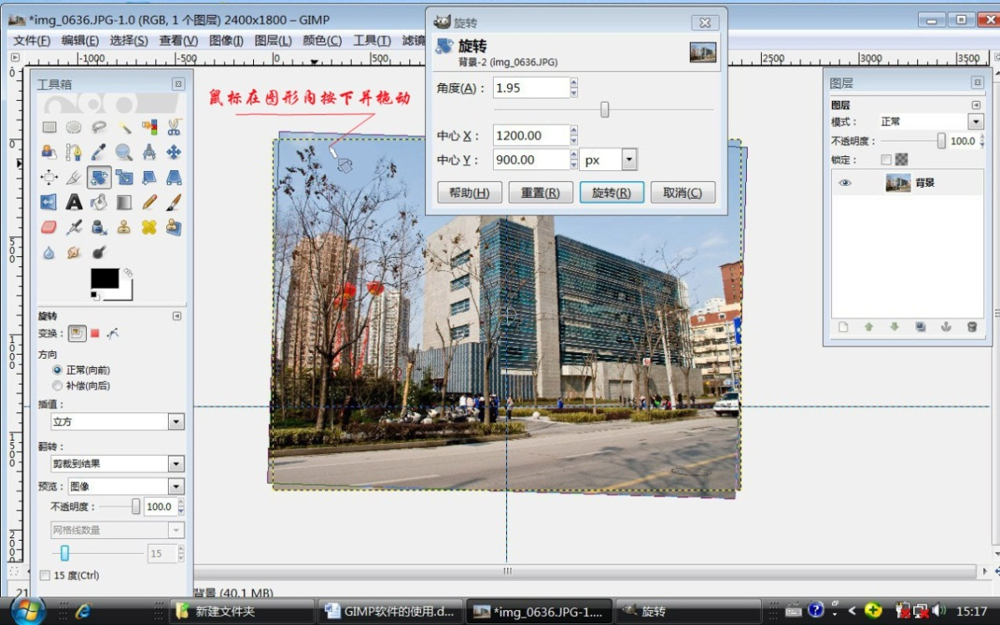 *img_0636.JPG-1.0 (RGB, 1 个图层) 2400x1800 – GIMP
文件(F) 编辑(E) 选择(S) 查看(V) 图像(I) 图层(L) 颜色(C) 工具(T) 滤镜
-1000 -500 0 500 2500 3000 3500
0
0
500
1000
1500
2000
工具箱
旋转
变换：
方向
正常(向前)
补偿(向后)
插值：
立方
翻转：
剪裁到结果
预览： 图像
不透明度： 100.0
网格线数量
15
15 度(Ctrl)
鼠标在图形内按下并拖动
旋转
旋转
背景-2 (img_0636.JPG)
角度(A)： 1.95
中心 X： 1200.00
中心 Y： 900.00 px
帮助(H) 重置(R) 旋转(R) 取消(C)
图层
图层
模式： 正常
不透明度： 100.0
锁定：
背景
21
背景 (40.1 MB)
新建文件夹 GIMP软件的使用.d... *img_0636.JPG-1.... 旋转 15:17